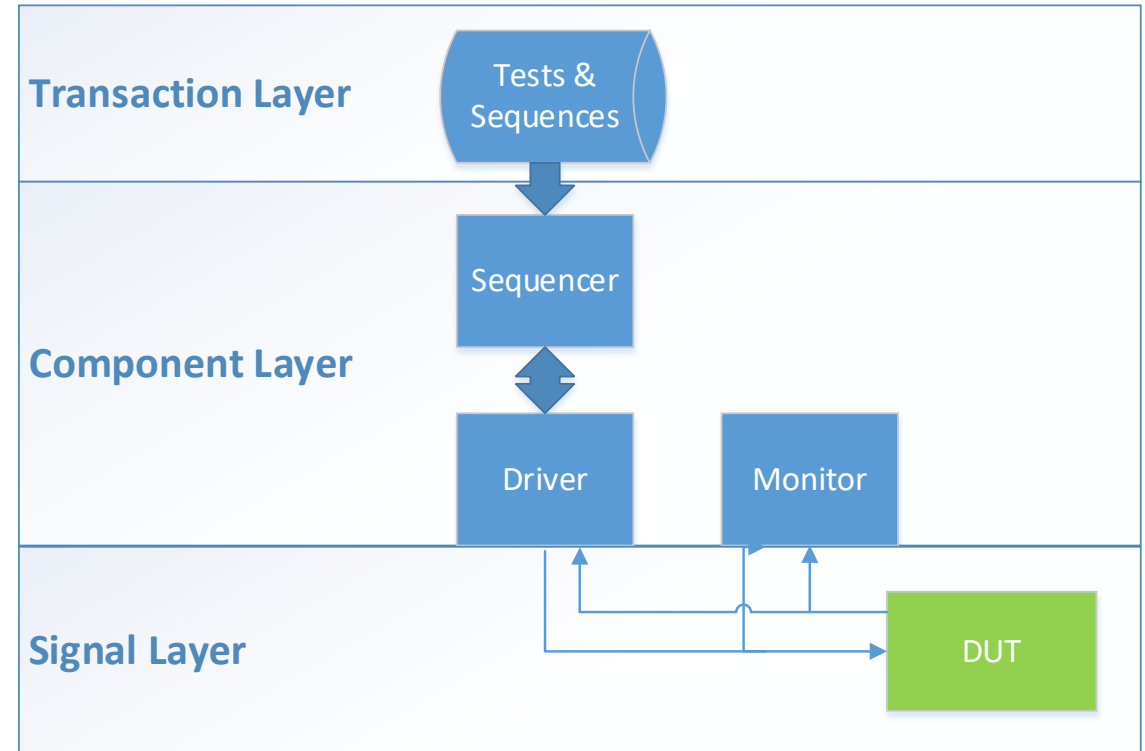 Transaction Layer
Tests &
Sequences
Component Layer
Sequencer
Driver
Monitor
Signal Layer
DUT